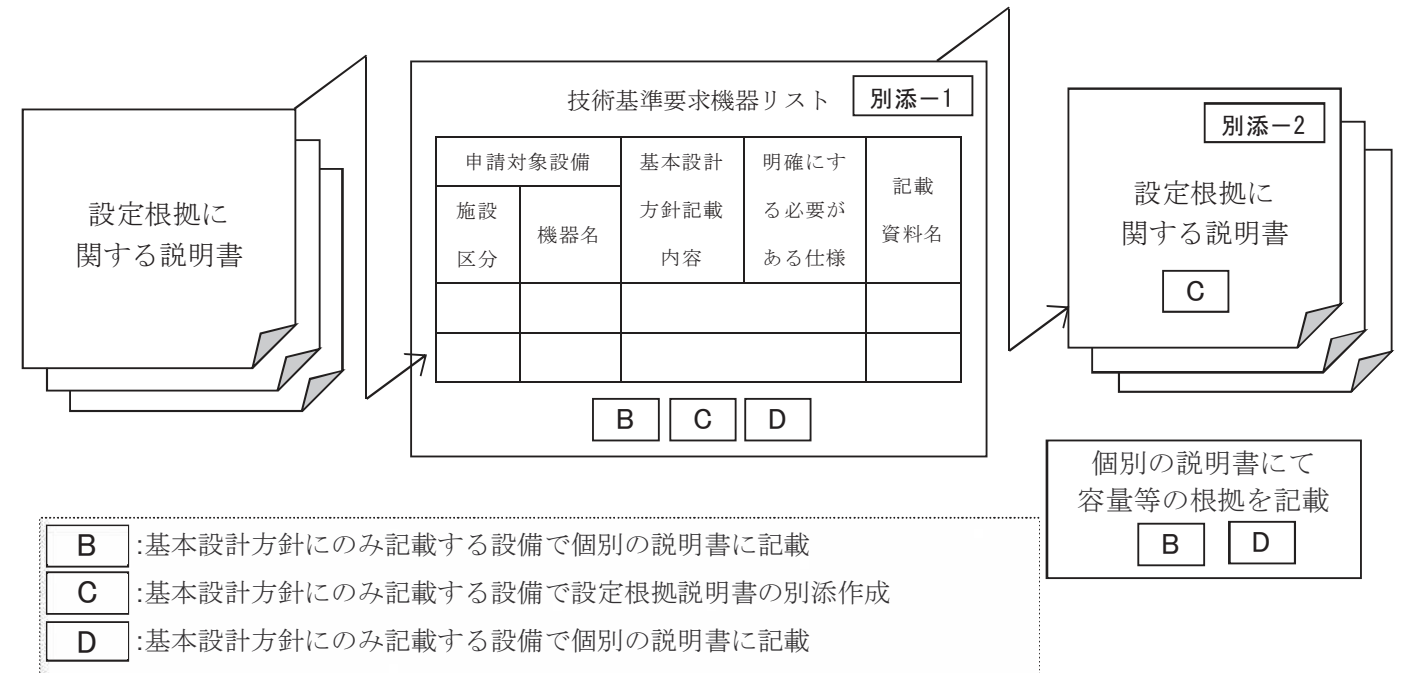 設定根拠に
関する説明書
技術基準要求機器リスト
別添－1
申請対象設備
施設
区分
機器名
基本設計
方針記載
内容
明確にす
る必要が
ある仕様
記載
資料名
B C D
別添－2
設定根拠に
関する説明書
C
個別の説明書にて
容量等の根拠を記載
B D
B :基本設計方針にのみ記載する設備で個別の説明書に記載
C :基本設計方針にのみ記載する設備で設定根拠説明書の別添作成
D :基本設計方針にのみ記載する設備で個別の説明書に記載